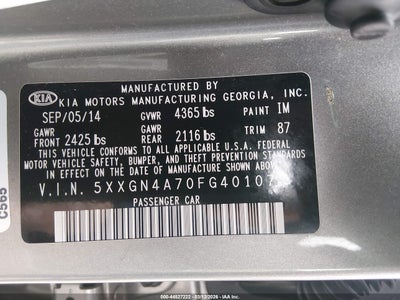 MANUFACTURED BY
KIA KIA MOTORS MANUFACTURING GEORGIA, INC.
SEP/05/14 GVWR 4365 lbs PAINT IM
GAWR FRONT 2425 lbs GAWR REAR 2116 lbs TRIM 87
THIS VEHICLE CONFORMS TO ALL APPLICABLE U.S.A. FEDERAL
MOTOR VEHICLE SAFETY, BUMPER, AND THEFT PREVENTION STANDARDS
IN EFFECT ON THE DATE OF MANUFACTURE SHOWN ABOVE.
V.I.N.
PASSENGER CAR
C565